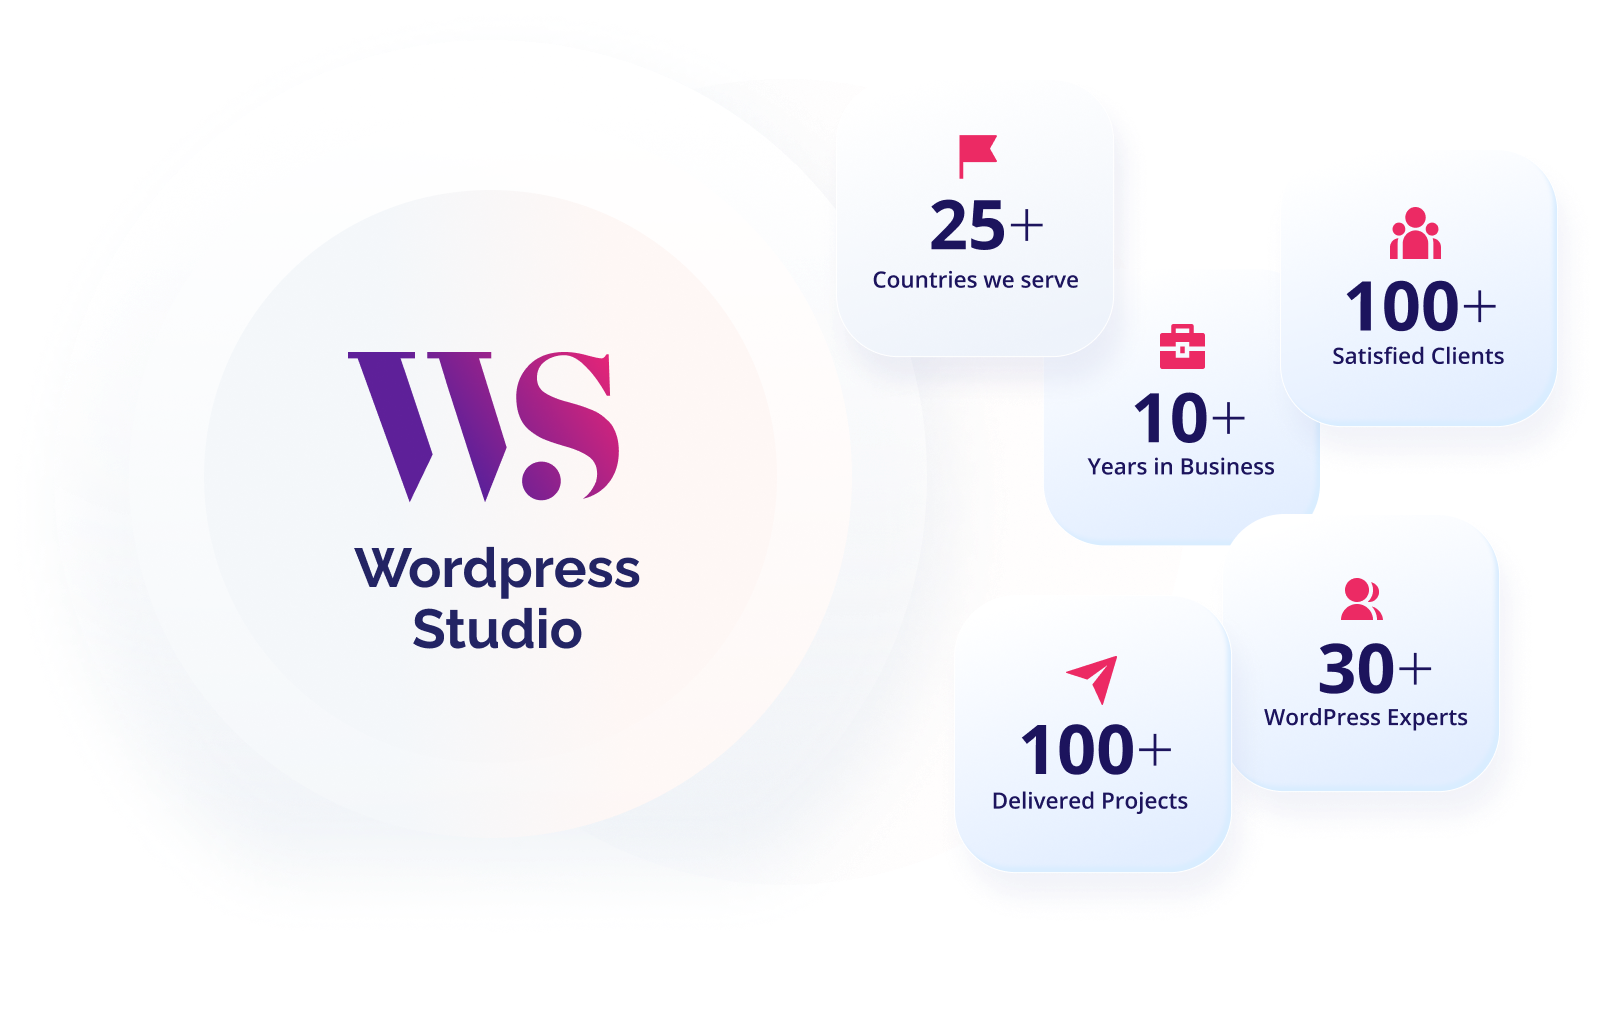 WS
Wordpress
Studio
25+
Countries we serve
100+
Satisfied Clients
10+
Years in Business
30+
WordPress Experts
100+
Delivered Projects